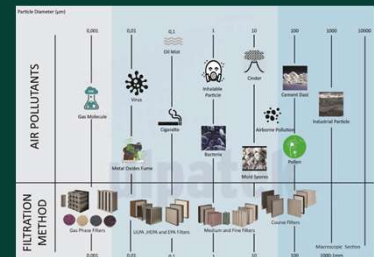 Particle Diameter (μm)
0,001 0,01 0,1 1 10 100 1000 10000
AIR POLLUTANTS
Oil Mist
Virus
Inhalable
Particle
Cinder
Cement Dust
Gas Molecule
Cigarette
Airborne Pollution
Industrial Particle
Bacteria
Pollen
Metal Oxides Fume
Mold Spores
FILTRATION
METHOD
Gas Phase Filters
ULPA, HEPA and EPA Filters
Medium and Fine Filters
Course Filters
Macroscopic Section
0,001 0,01 0,1 1 10 100